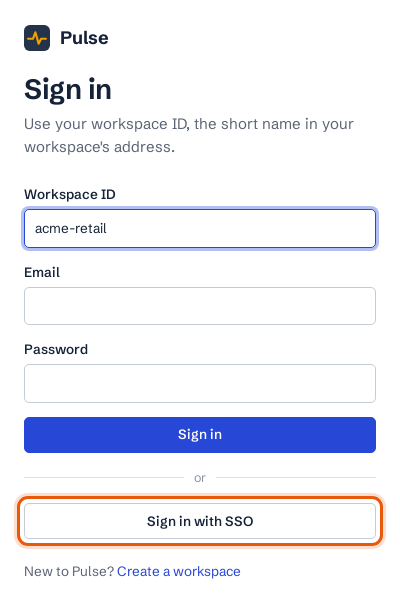 Pulse
Sign in
Use your workspace ID, the short name in your
workspace's address.
Workspace ID
acme-retail
Email
Password
Sign in
or
Sign in with SSO
New to Pulse? Create a workspace